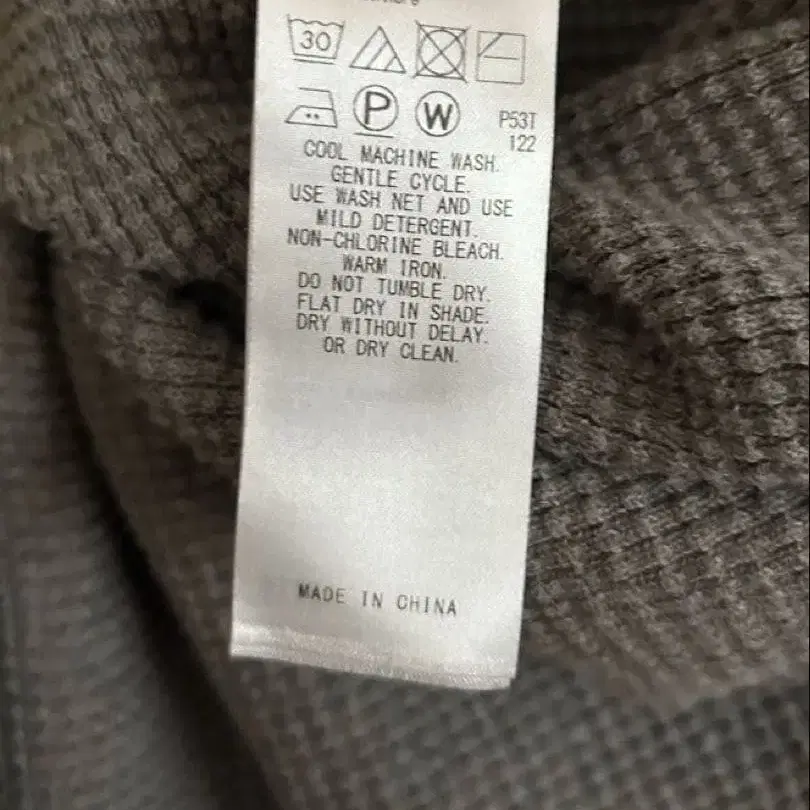 30
P W P53T
122
COOL MACHINE WASH.
GENTLE CYCLE.
USE WASH NET AND USE
MILD DETERGENT.
NON-CHLORINE BLEACH.
WARM IRON.
DO NOT TUMBLE DRY.
FLAT DRY IN SHADE.
DRY WITHOUT DELAY.
OR DRY CLEAN.
MADE IN CHINA